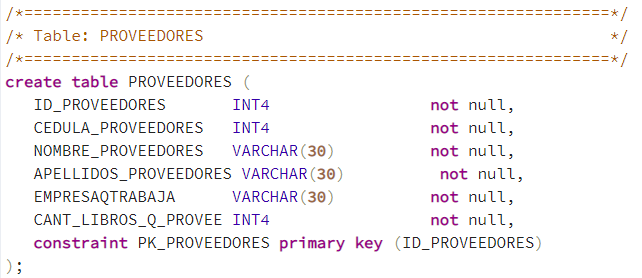 /*==============================================================*/
/* Table: PROVEEDORES                                           */
/*==============================================================*/
create table PROVEEDORES (
   ID_PROVEEDORES       INT4                 not null,
   CEDULA_PROVEEDORES   INT4                 not null,
   NOMBRE_PROVEEDORES   VARCHAR(30)          not null,
   APELLIDOS_PROVEEDORES VARCHAR(30)          not null,
   EMPRESAQTRABAJA      VARCHAR(30)          not null,
   CANT_LIBROS_Q_PROVEE INT4                 not null,
   constraint PK_PROVEEDORES primary key (ID_PROVEEDORES)
);